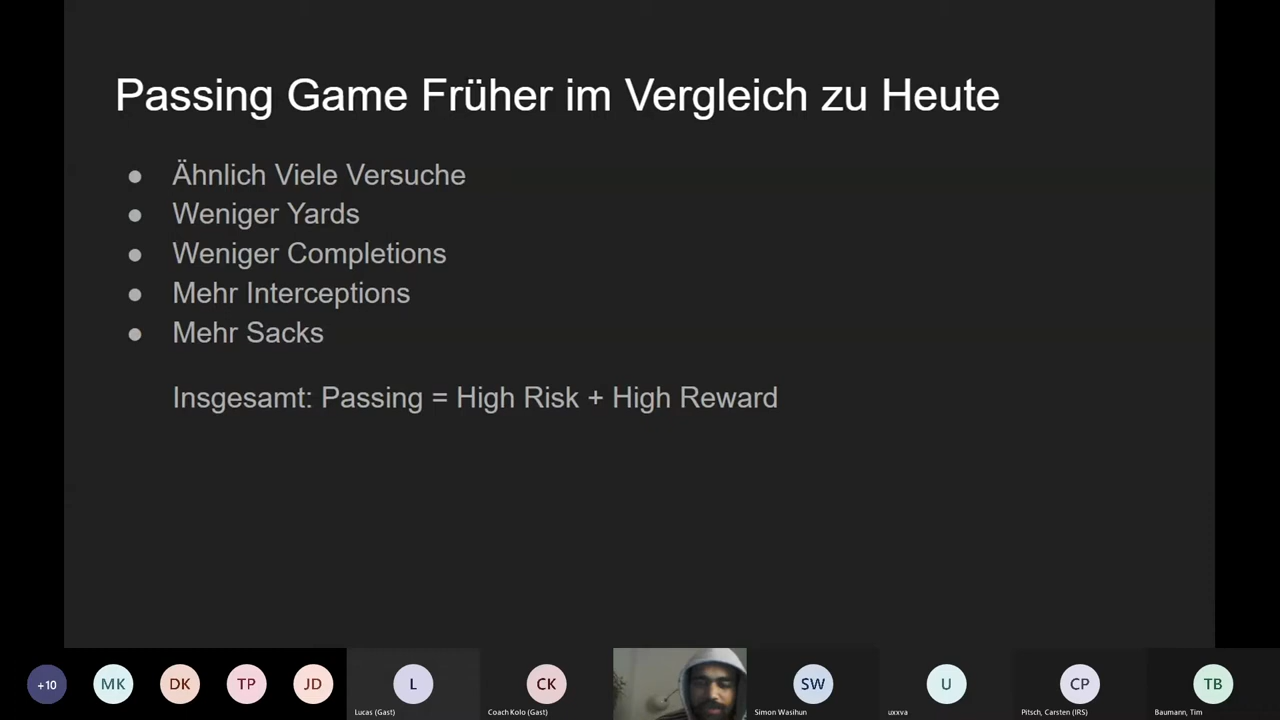 Passing Game Früher im Vergleich zu Heute
● Ähnlich Viele Versuche
● Weniger Yards
● Weniger Completions
● Mehr Interceptions
● Mehr Sacks
Insgesamt: Passing = High Risk + High Reward
+10
MK
DK
TP
JD
L
Lucas (Gast)
CK
Coach Kolo (Gast)
SW
Simon Wasihun
U
uxxva
CP
Pitsch, Carsten (IRS)
TB
Baumann, Tim